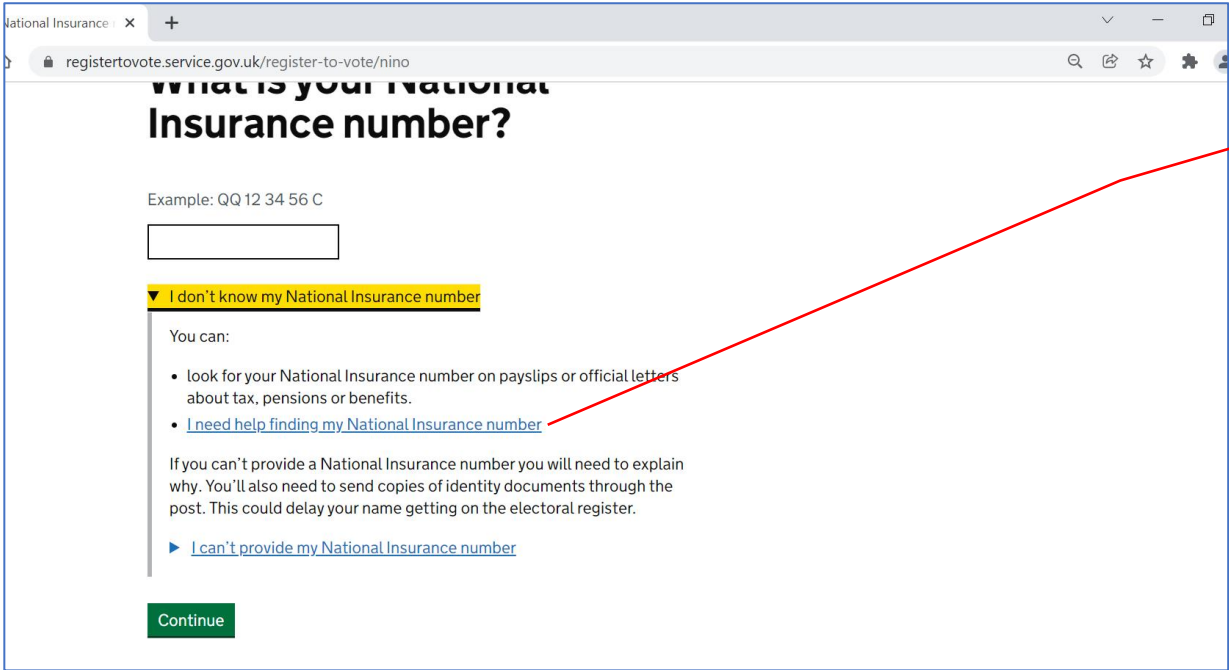 National Insurance
registertovote.service.gov.uk/register-to-vote/nino
What is your National
Insurance number?
Example: QQ 12 34 56 C
I don't know my National Insurance number
You can:
• look for your National Insurance number on payslips or official letters
about tax, pensions or benefits.
• I need help finding my National Insurance number
If you can't provide a National Insurance number you will need to explain
why. You'll also need to send copies of identity documents through the
post. This could delay your name getting on the electoral register.
I can't provide my National Insurance number
Continue